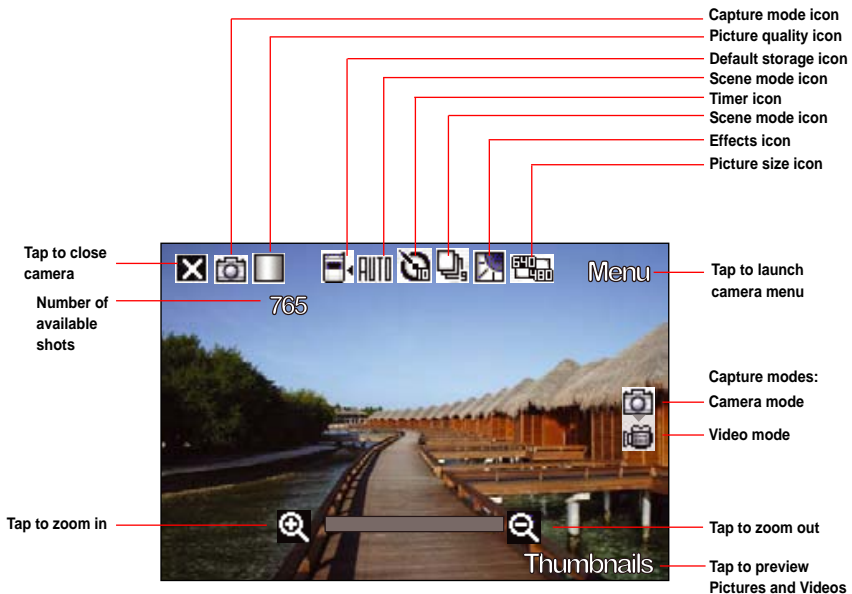 Capture mode icon
Picture quality icon
Default storage icon
Scene mode icon
Timer icon
Scene mode icon
Effects icon
Picture size icon
Tap to close
camera
Number of
available
shots
AUTO
10
9
640
480
Menu
765
Tap to launch
camera menu
Capture modes:
Camera mode
Video mode
Tap to zoom in
Tap to zoom out
Thumbnails
Tap to preview
Pictures and Videos